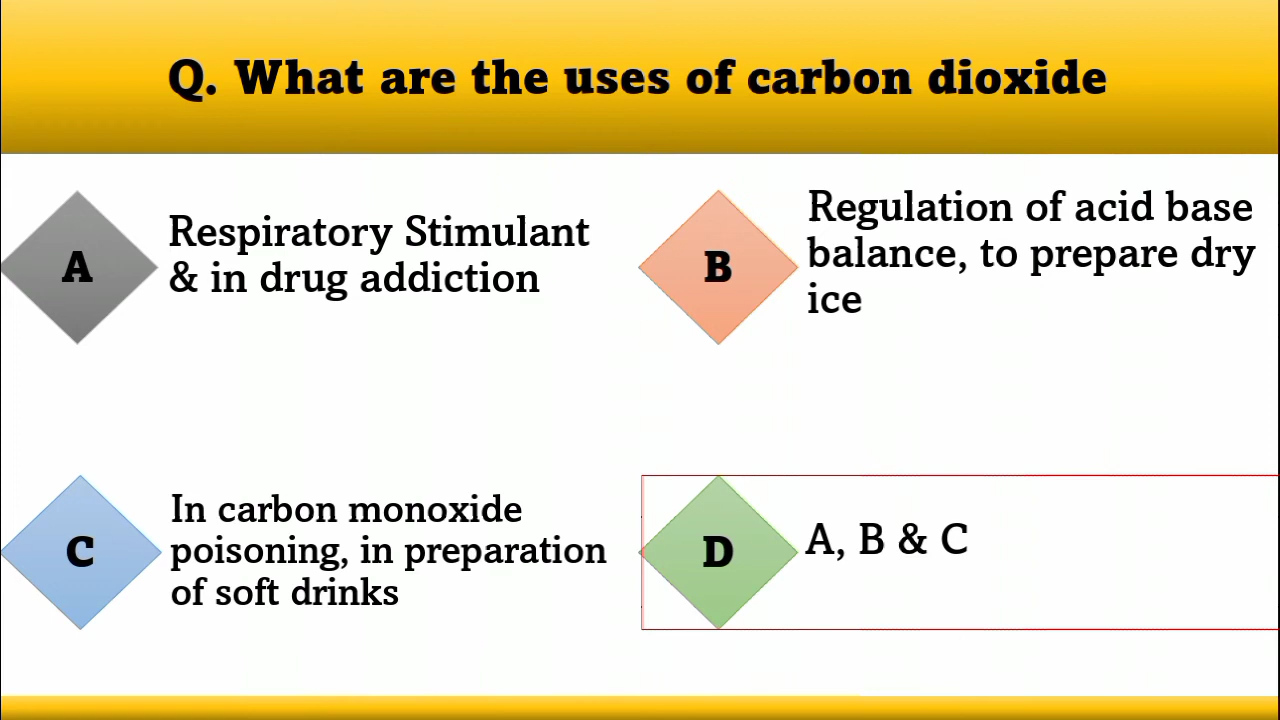 Q. What are the uses of carbon dioxide
A
Respiratory Stimulant
& in drug addiction
B
Regulation of acid base
balance, to prepare dry
ice
C
In carbon monoxide
poisoning, in preparation
of soft drinks
D
A, B & C